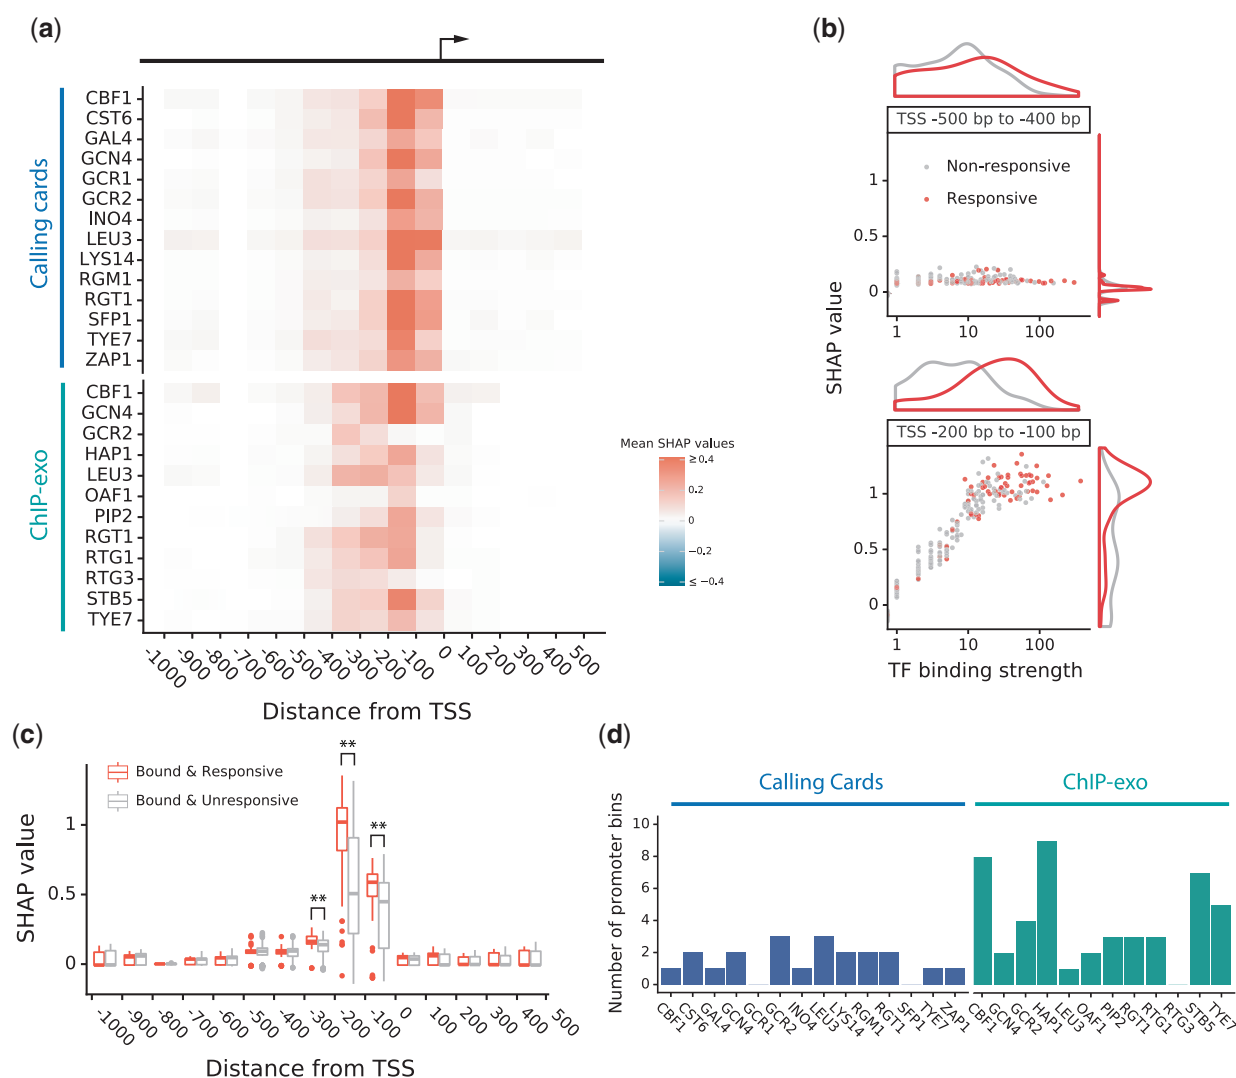 (a)
Calling cards
CBF1
CST6
GAL4
GCN4
GCR1
GCR2
INO4
LEU3
LYS14
RGM1
RGT1
SFP1
TYE7
ZAP1
ChIP-exo
CBF1
GCN4
GCR2
HAP1
LEU3
OAF1
PIP2
RGT1
RTG1
RTG3
STB5
TYE7
-1000
-900
-800
-700
-600
-500
-400
-300
-200
-100
0
100
200
300
400
500
Distance from TSS
Mean SHAP values
≥0.4
0.2
0
−0.2
≤ −0.4
(b)
TSS -500 bp to -400 bp
Non-responsive
Responsive
1
0.5
0
1
10
100
SHAP value
TSS -200 bp to -100 bp
1
0.5
0
1
10
100
TF binding strength
(c)
Bound & Responsive
Bound & Unresponsive
**
**
**
SHAP value
1
0.5
0
-1000
-900
-800
-700
-600
-500
-400
-300
-200
-100
0
100
200
300
400
500
Distance from TSS
(d)
Calling Cards
ChIP-exo
Number of promoter bins
10
8
6
4
2
0
CBF1
CST6
GAL4
GCN4
GCR1
GCR2
INO4
LEU3
LYS14
RGM1
RGT1
SFP1
TYE7
ZAP1
CBF1
GCN4
GCR2
HAP1
LEU3
OAF1
PIP2
RGT1
RTG1
RTG3
STB5
TYE7